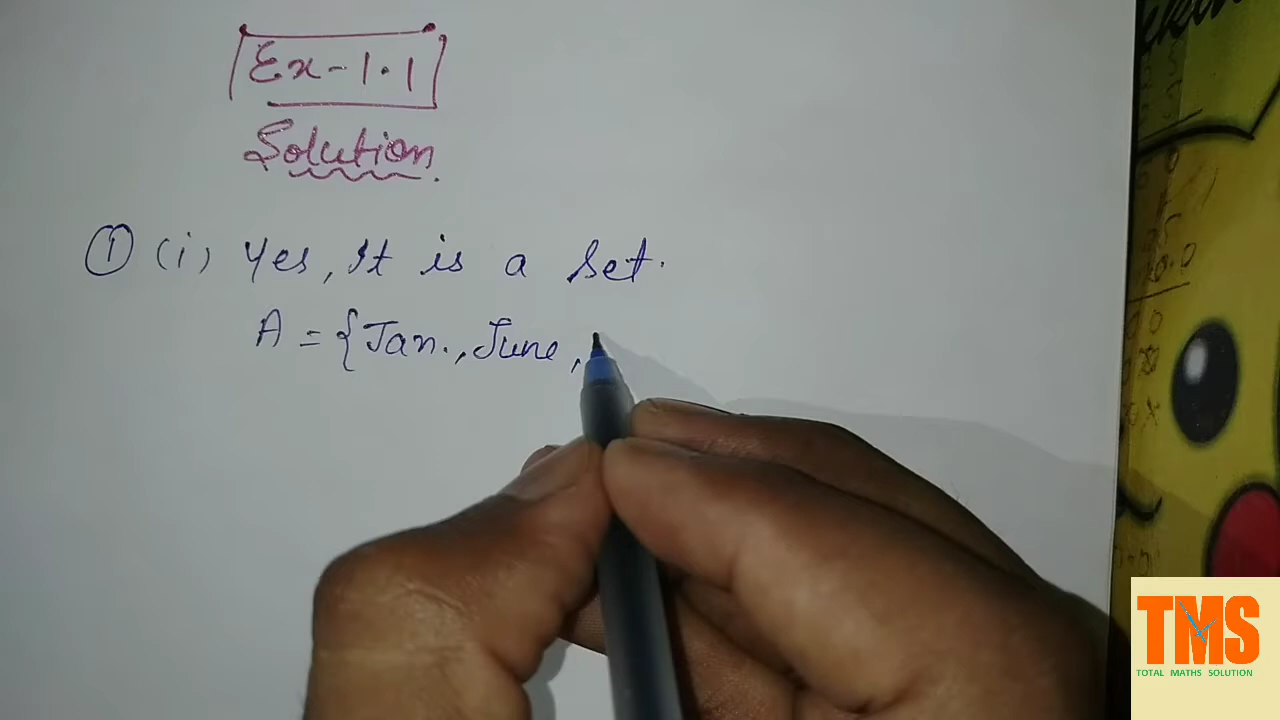 Ex-1.1
Solution.
① (i) Yes, It is a Set.
A = {Jan., June,
TMS
TOTAL MATHS SOLUTION